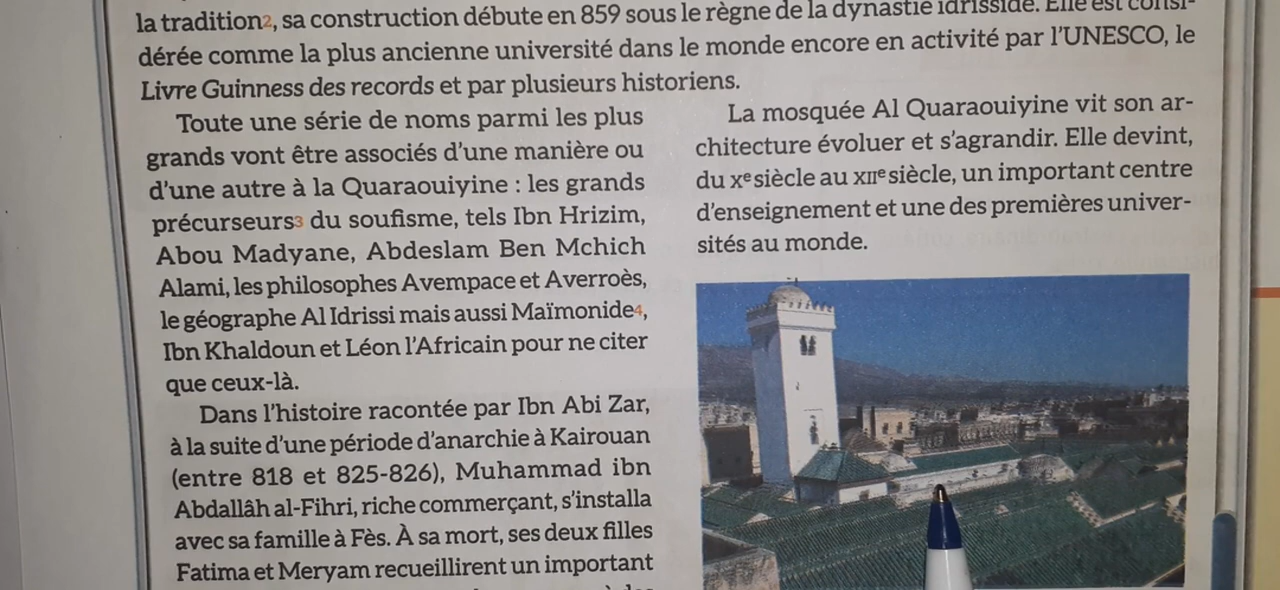 la tradition2, sa construction débute en 859 sous le règne de la dynastie idrisside. Elle est consi-
dérée comme la plus ancienne université dans le monde encore en activité par l'UNESCO, le
Livre Guinness des records et par plusieurs historiens.
Toute une série de noms parmi les plus
grands vont être associés d'une manière ou
d'une autre à la Quaraouiyine : les grands
précurseurs3 du soufisme, tels Ibn Hrizim,
Abou Madyane, Abdeslam Ben Mchich
Alami, les philosophes Avempace et Averroès,
le géographe Al Idrissi mais aussi Maïmonide4,
Ibn Khaldoun et Léon l'Africain pour ne citer
que ceux-là.
Dans l'histoire racontée par Ibn Abi Zar,
à la suite d'une période d'anarchie à Kairouan
(entre 818 et 825-826), Muhammad ibn
Abdallâh al-Fihri, riche commerçant, s'installa
avec sa famille à Fès. À sa mort, ses deux filles
Fatima et Meryam recueillirent un important
La mosquée Al Quaraouiyine vit son ar-
chitecture évoluer et s'agrandir. Elle devint,
du Xe siècle au XIIe siècle, un important centre
d'enseignement et une des premières univer-
sités au monde.